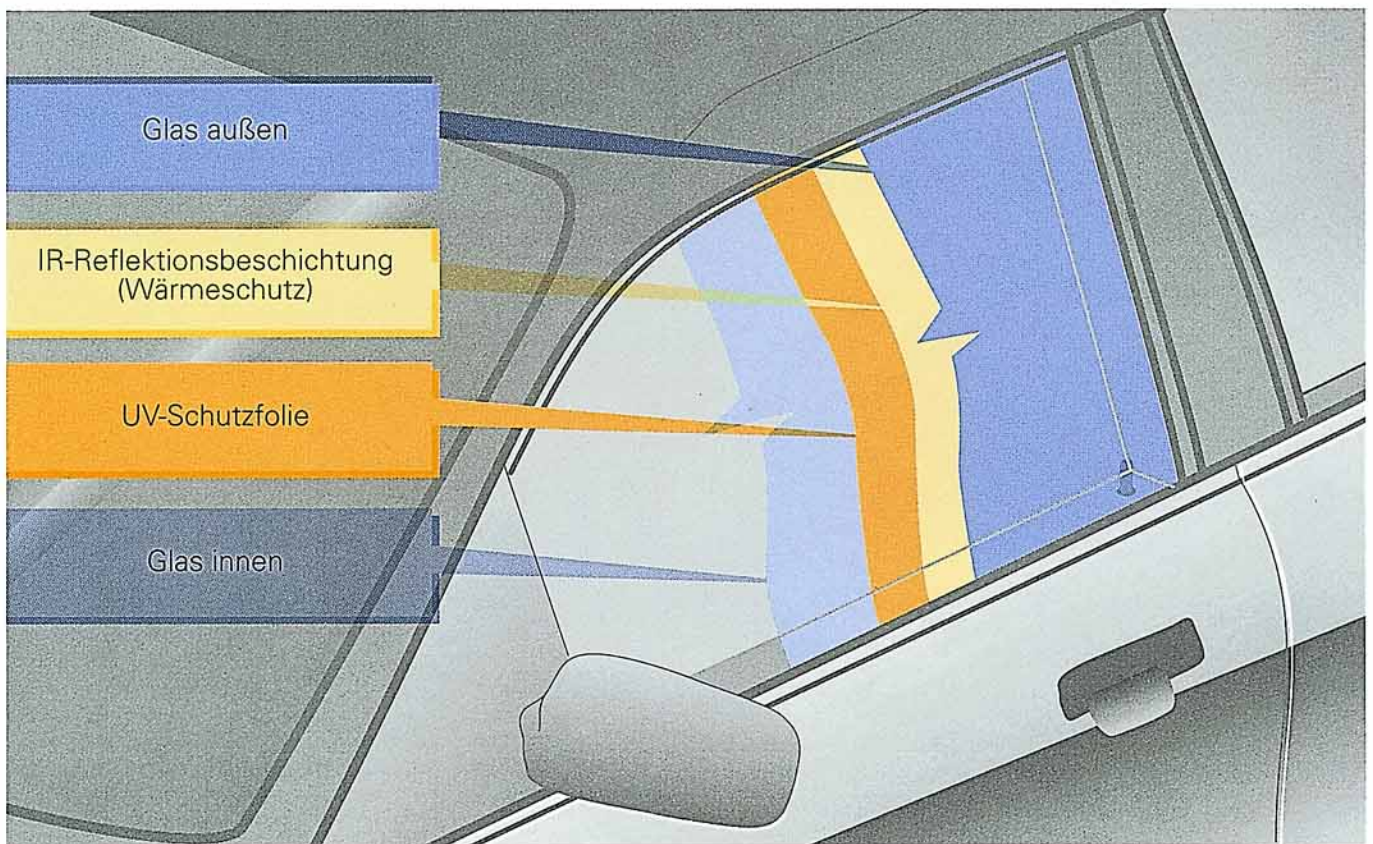 Glas außen
IR-Reflektionsbeschichtung
(Wärmeschutz)
UV-Schutzfolie
Glas innen